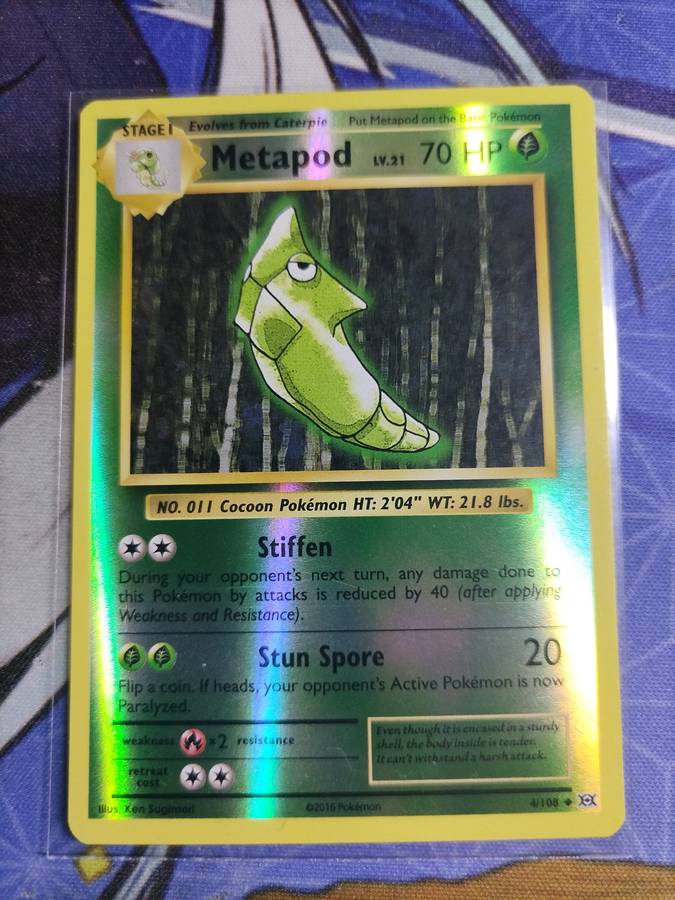 STAGE 1 Evolves from Caterpie Put Metapod on the Basic Pokémon
Metapod LV.21 70 HP
NO. 011 Cocoon Pokémon HT: 2'04" WT: 21.8 lbs.
Stiffen
During your opponent's next turn, any damage done to
this Pokémon by attacks is reduced by 40 (after applying
Weakness and Resistance).
Stun Spore 20
Flip a coin. If heads, your opponent's Active Pokémon is now
Paralyzed.
weakness ×2 resistance
retreat
cost
Even though it is encased in a sturdy
shell, the body inside is tender.
It can't withstand a harsh attack.
Illus. Ken Sugimori ©2016 Pokémon 4/108